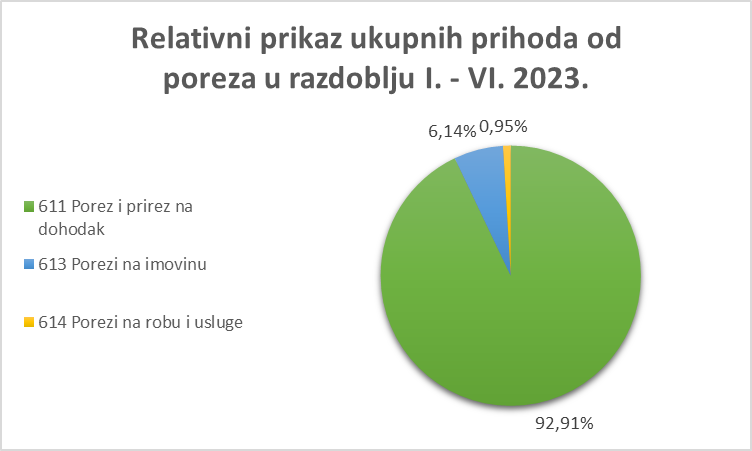 Relativni prikaz ukupnih prihoda od
poreza u razdoblju I. - VI. 2023.
6,14%
0,95%
611 Porez i prirez na
dohodak
613 Porezi na imovinu
614 Porezi na robu i usluge
92,91%